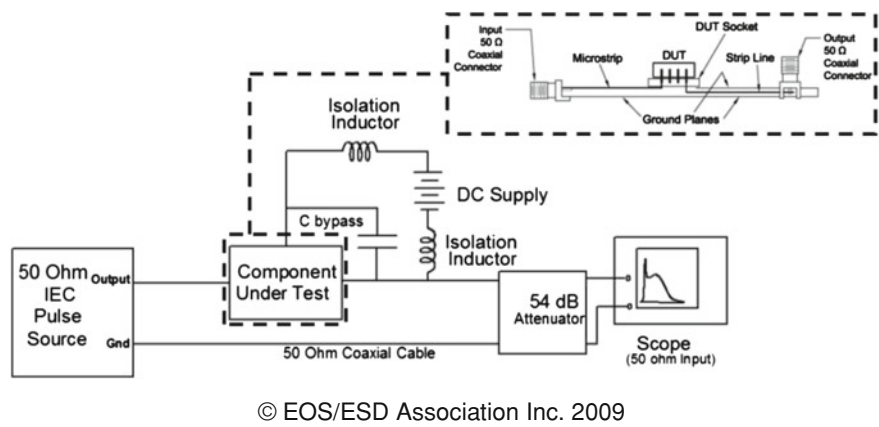 Input
50 Ω
Coaxial
Connector
Microstrip
DUT
DUT Socket
Strip Line
Output
50 Ω
Coaxial
Connector
Ground Planes
Isolation
Inductor
DC Supply
C bypass
Isolation
Inductor
50 Ohm
IEC
Pulse
Source
Output
Gnd
Component
Under Test
50 Ohm Coaxial Cable
54 dB
Attenuator
Scope
(50 ohm input)
© EOS/ESD Association Inc. 2009